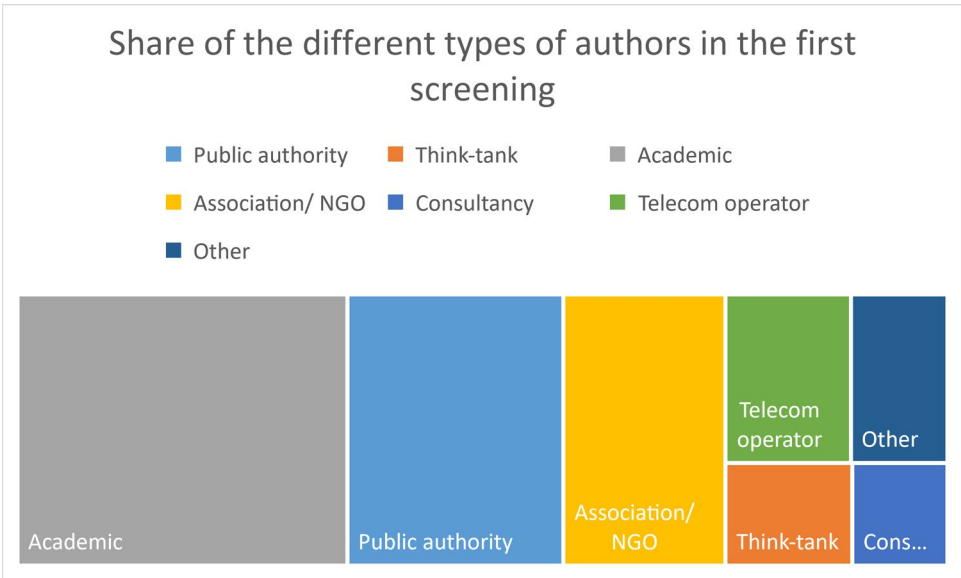 Share of the different types of authors in the first
screening
Public authority
Think-tank
Academic
Association/ NGO
Consultancy
Telecom operator
Other
Academic
Public authority
Association/
NGO
Telecom
operator
Other
Think-tank
Cons...